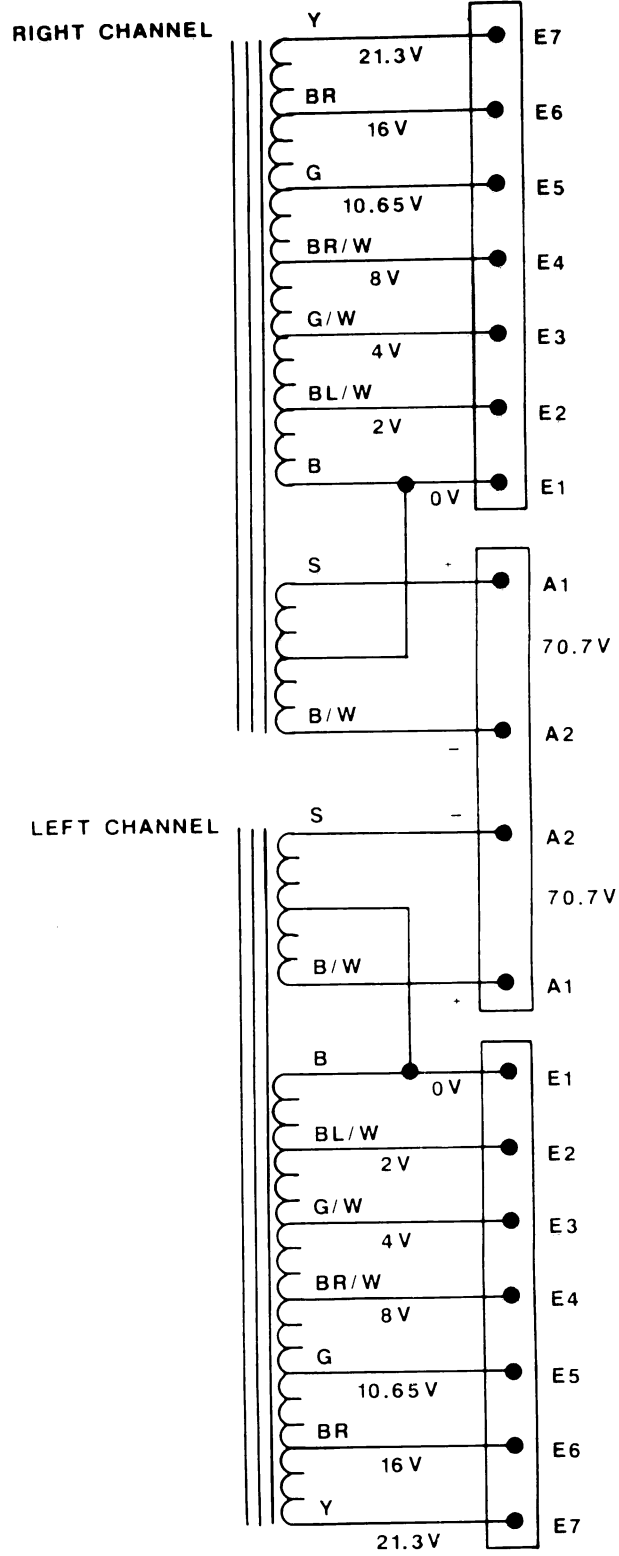 RIGHT CHANNEL
Y
21.3V
E7
BR
16V
E6
G
10.65V
E5
BR/W
8V
E4
G/W
4V
E3
BL/W
2V
E2
B
0V
E1
S
+
A1
70.7V
B/W
–
A2
LEFT CHANNEL
S
–
A2
70.7V
B/W
+
A1
B
0V
E1
BL/W
2V
E2
G/W
4V
E3
BR/W
8V
E4
G
10.65V
E5
BR
16V
E6
Y
21.3V
E7